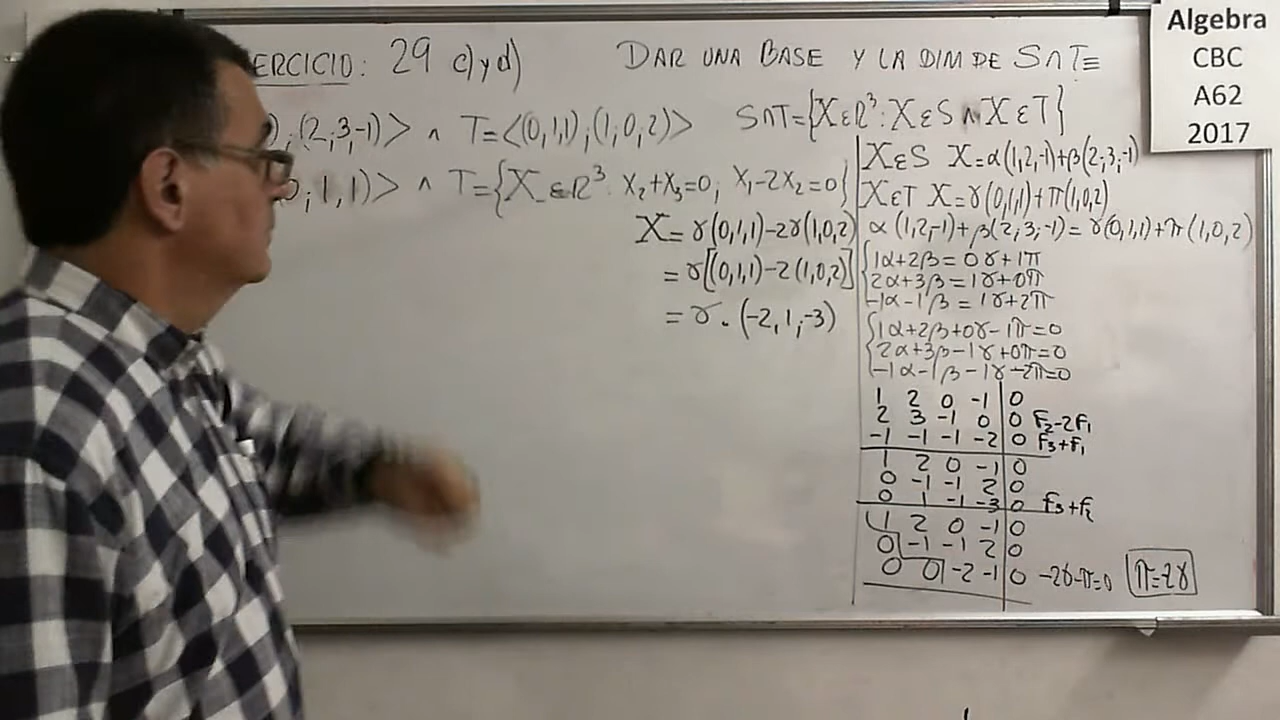 ERCICIO: 29 c) y d) DAR UNA BASE Y LA DIM DE S∩T≡
),(2;3,-1)> ∧ T=<(0,1,1),(1,0,2)> S∩T={X∈R³: X∈S ∧ X∈T}
0;1,1)> ∧ T={X∈R³: X₂+X₃=0; X₁-2X₂=0}
X=γ(0,1,1)-2γ(1,0,2)
=γ[(0,1,1)-2(1,0,2)]
=γ.(-2,1,-3)
X∈S X=α(1,2,-1)+β(2;3,-1)
X∈T X=γ(0,1,1)+π(1,0,2)
α(1,2,-1)+β(2;3,-1)=γ(0,1,1)+π(1,0,2)
{1α+2β=0γ+1π
2α+3β=1γ+0π
-1α-1β=1γ+2π
{1α+2β+0γ-1π=0
2α+3β-1γ+0π=0
-1α-1β-1γ-2π=0
1 2 0 -1 | 0
2 3 -1 0 | 0 F₂-2F₁
-1 -1 -1 -2 | 0 F₃+F₁
1 2 0 -1 | 0
0 -1 -1 2 | 0
0 1 -1 -3 | 0 F₃+F₂
1 2 0 -1 | 0
0 -1 -1 2 | 0
0 0 -2 -1 | 0 -2γ-π=0 π=-2γ
Algebra
CBC
A62
2017